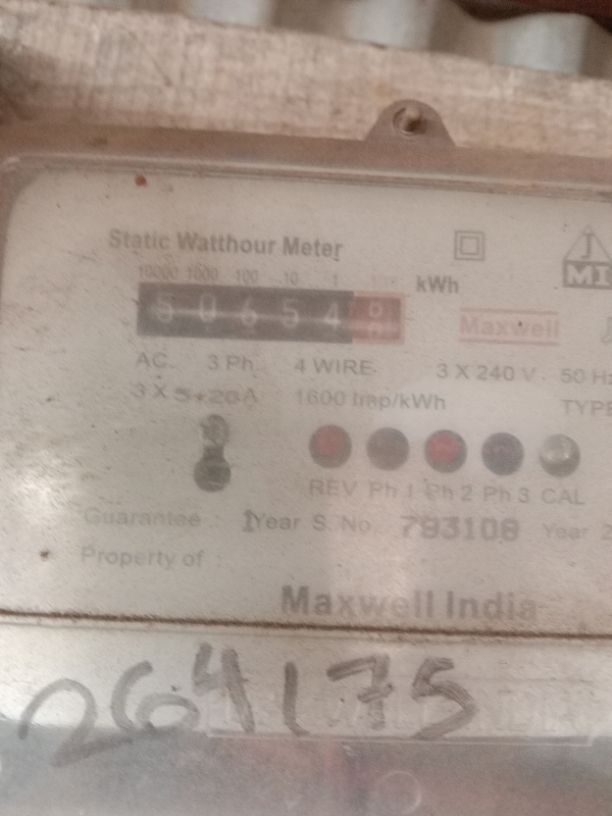 Static Watthour Meter
10000 1000 100 10 1
kWh
50654
J
MI
Maxwell
AC. 3 Ph. 4 WIRE. 3 X 240 V. 50 Hz
3 X 5-20A 1600 Imp/kWh TYPE
REV Ph 1 Ph 2 Ph 3 CAL
Guarantee : 1Year S. No. 793108 Year
Property of :
Maxwell India
264175